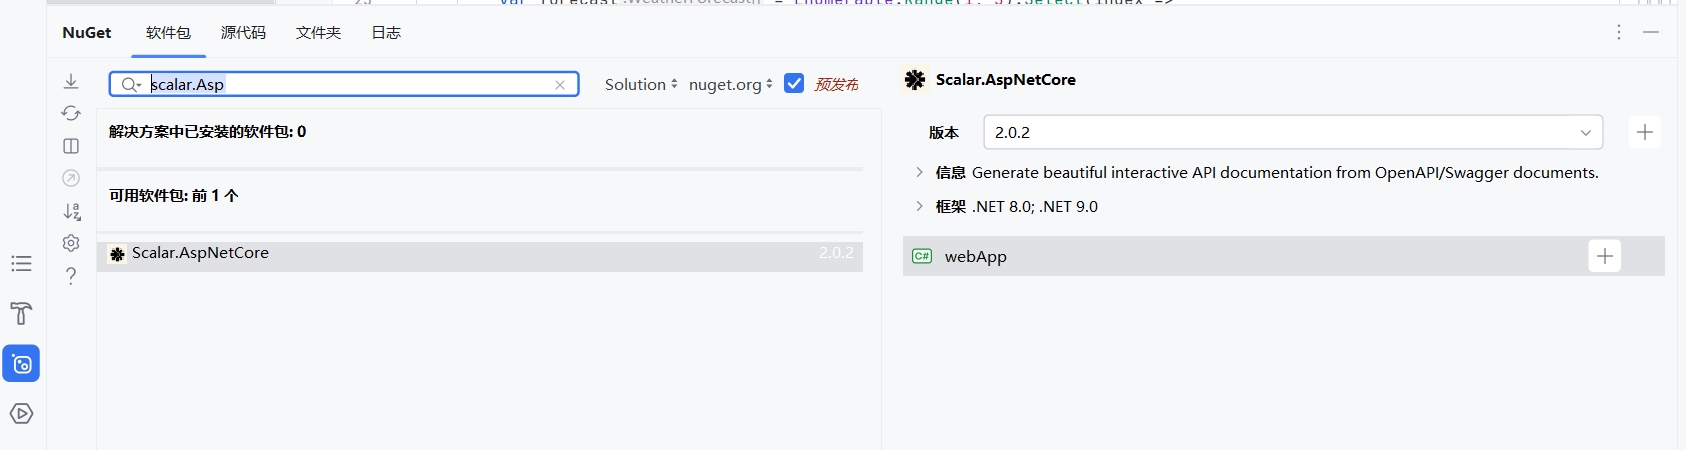 NuGet 软件包 源代码 文件夹 日志
scalar.Asp Solution nuget.org 预发布
解决方案中已安装的软件包: 0
可用软件包: 前 1 个
Scalar.AspNetCore 2.0.2
Scalar.AspNetCore
版本 2.0.2
信息 Generate beautiful interactive API documentation from OpenAPI/Swagger documents.
框架 .NET 8.0; .NET 9.0
C# webApp